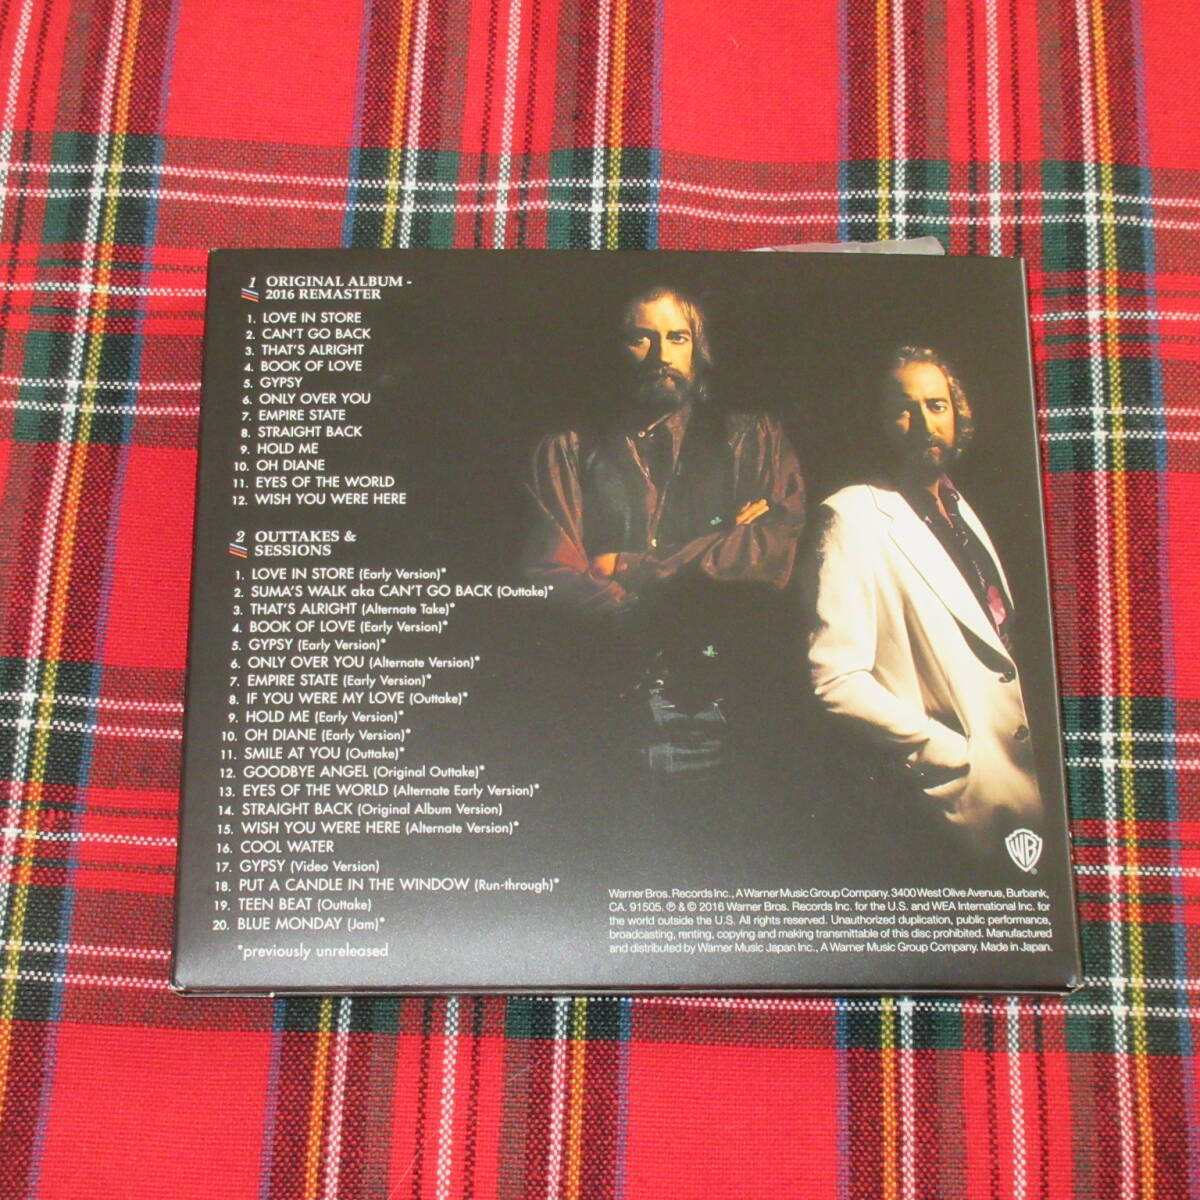 1 ORIGINAL ALBUM -
2016 REMASTER
1. LOVE IN STORE
2. CAN'T GO BACK
3. THAT'S ALRIGHT
4. BOOK OF LOVE
5. GYPSY
6. ONLY OVER YOU
7. EMPIRE STATE
8. STRAIGHT BACK
9. HOLD ME
10. OH DIANE
11. EYES OF THE WORLD
12. WISH YOU WERE HERE
2 OUTTAKES &
SESSIONS
1. LOVE IN STORE (Early Version)*
2. SUMA'S WALK aka CAN'T GO BACK (Outtake)*
3. THAT'S ALRIGHT (Alternate Take)*
4. BOOK OF LOVE (Early Version)*
5. GYPSY (Early Version)*
6. ONLY OVER YOU (Alternate Version)*
7. EMPIRE STATE (Early Version)*
8. IF YOU WERE MY LOVE (Outtake)*
9. HOLD ME (Early Version)*
10. OH DIANE (Early Version)*
11. SMILE AT YOU (Outtake)*
12. GOODBYE ANGEL (Original Outtake)*
13. EYES OF THE WORLD (Alternate Early Version)*
14. STRAIGHT BACK (Original Album Version)
15. WISH YOU WERE HERE (Alternate Version)*
16. COOL WATER
17. GYPSY (Video Version)
18. PUT A CANDLE IN THE WINDOW (Run-through)*
19. TEEN BEAT (Outtake)
20. BLUE MONDAY (Jam)*
*previously unreleased
WB
Warner Bros. Records Inc., A Warner Music Group Company. 3400 West Olive Avenue, Burbank,
CA. 91505. ℗ & © 2016 Warner Bros. Records Inc. for the U.S. and WEA International Inc. for
the world outside the U.S. All rights reserved. Unauthorized duplication, public performance,
broadcasting, renting, copying and making transmittable of this disc prohibited. Manufactured
and distributed by Warner Music Japan Inc., A Warner Music Group Company. Made in Japan.